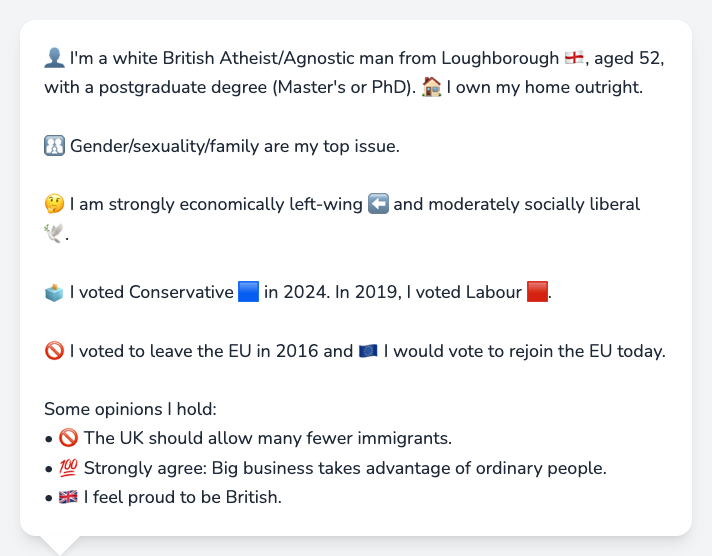 👤 I'm a white British Atheist/Agnostic man from Loughborough 🏴󠁧󠁢󠁥󠁮󠁧󠁿, aged 52,
with a postgraduate degree (Master's or PhD). 🏠 I own my home outright.
🚻 Gender/sexuality/family are my top issue.
🤔 I am strongly economically left-wing ⬅️ and moderately socially liberal
🕊️.
🗳️ I voted Conservative 🟦 in 2024. In 2019, I voted Labour 🟥.
🚫 I voted to leave the EU in 2016 and 🇪🇺 I would vote to rejoin the EU today.
Some opinions I hold:
• 🚫 The UK should allow many fewer immigrants.
• 💯 Strongly agree: Big business takes advantage of ordinary people.
• 🇬🇧 I feel proud to be British.